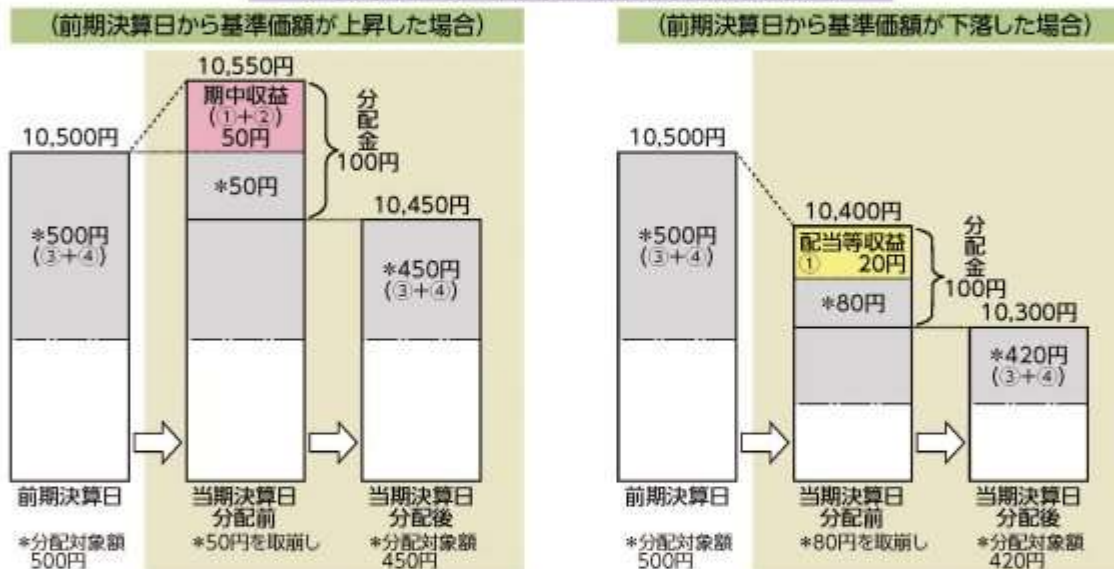 (前期決算日から基準価額が上昇した場合)
10,550円
期中収益
(①+②)
50円
分配金
100円
10,500円
*50円
10,450円
*500円
(③+④)
*450円
(③+④)
前期決算日
当期決算日
分配前
当期決算日
分配後
*分配対象額
500円
*50円を取崩し
*分配対象額
450円
(前期決算日から基準価額が下落した場合)
10,500円
10,400円
配当等収益
① 20円
分配金
100円
*500円
(③+④)
*80円
10,300円
*420円
(③+④)
前期決算日
当期決算日
分配前
当期決算日
分配後
*分配対象額
500円
*80円を取崩し
*分配対象額
420円